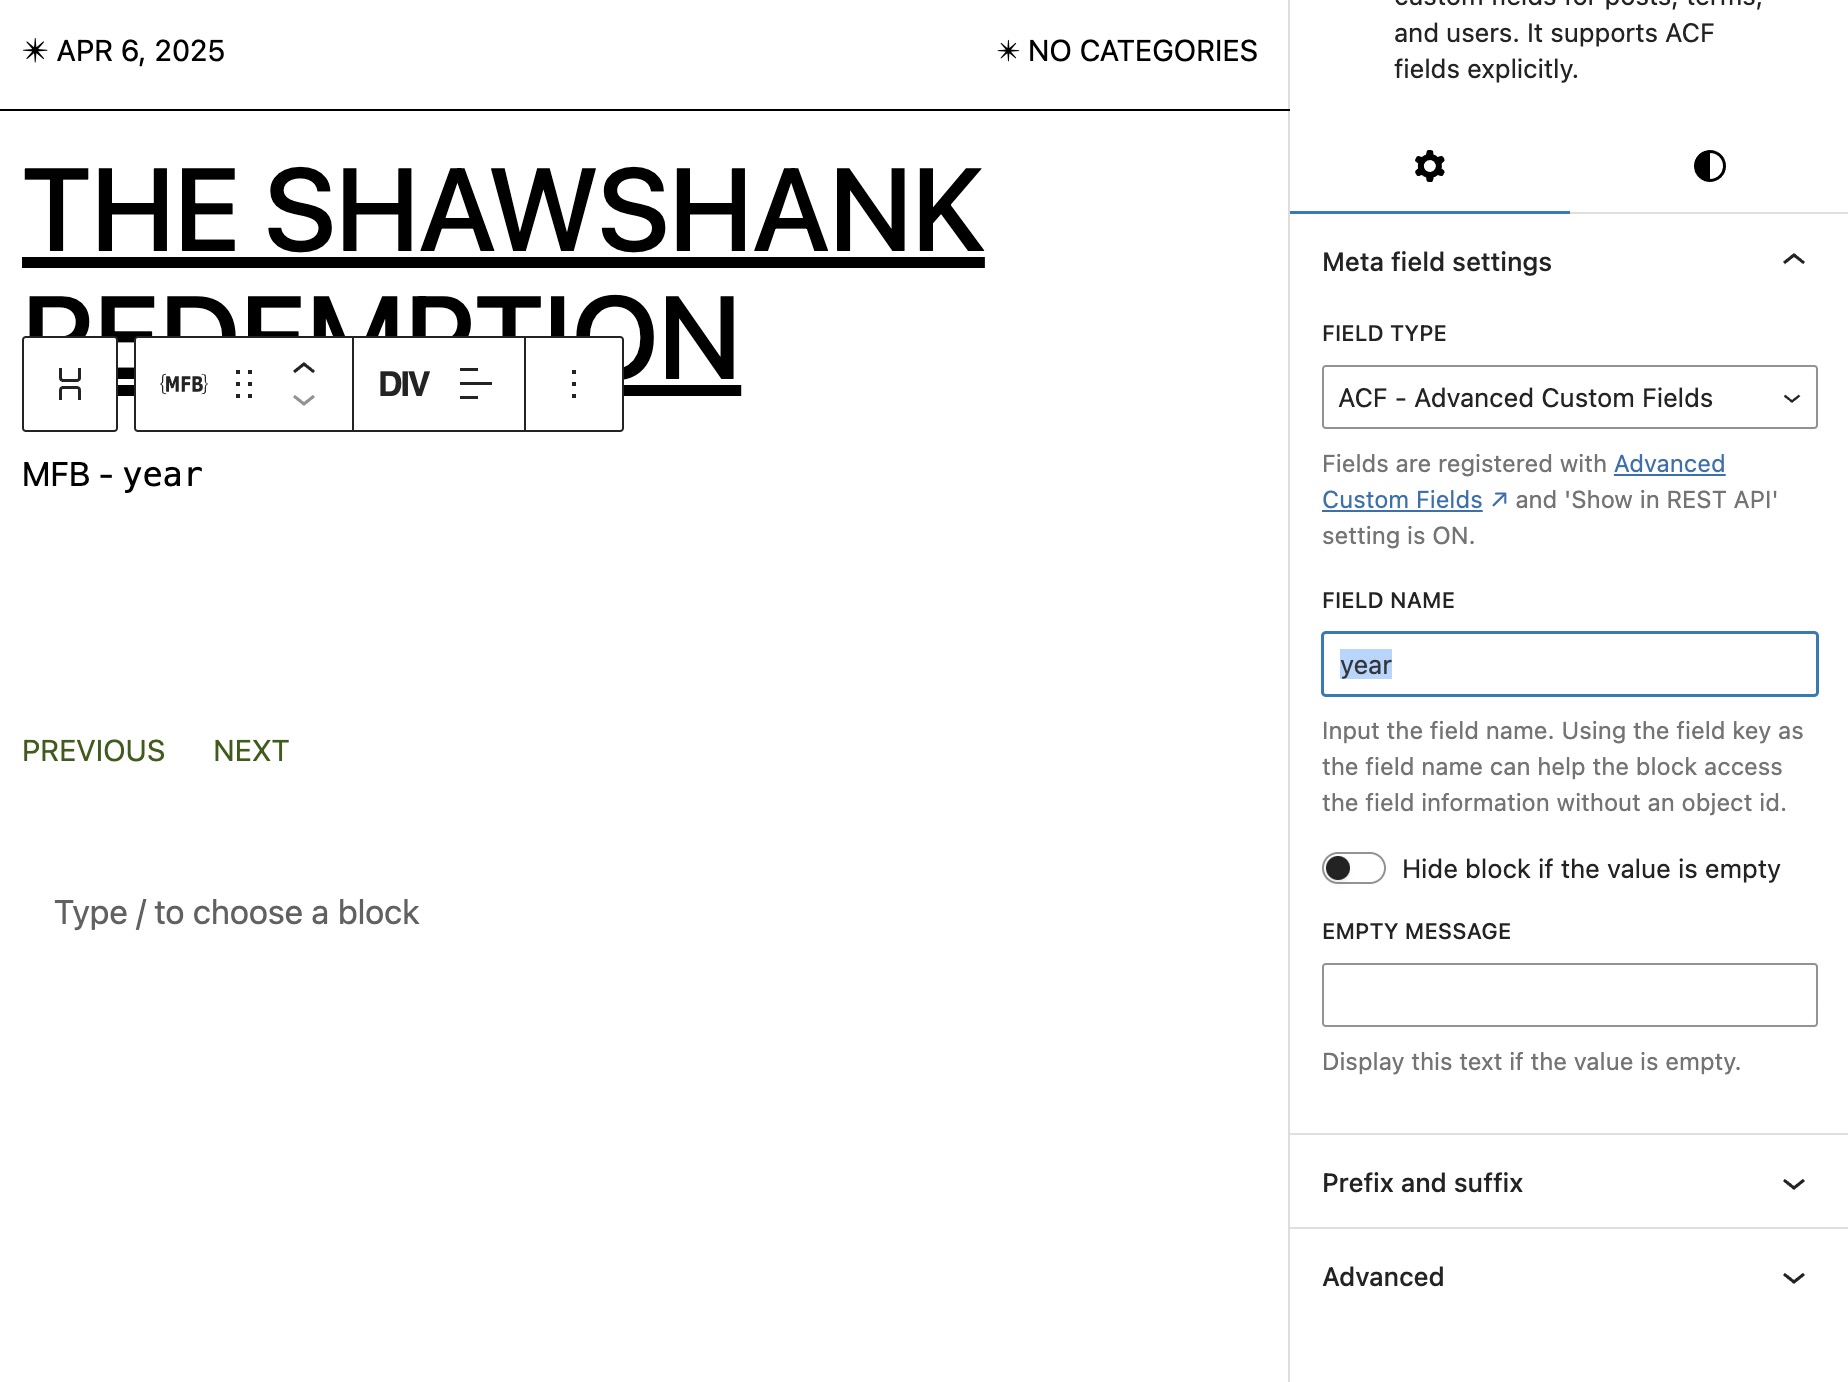 ✴ APR 6, 2025
✴ NO CATEGORIES
THE SHAWSHANK
REDEMPTION
{MFB}
DIV
MFB - year
PREVIOUS NEXT
Type / to choose a block
custom fields for posts, terms,
and users. It supports ACF
fields explicitly.
Meta field settings
FIELD TYPE
ACF - Advanced Custom Fields
Fields are registered with Advanced
Custom Fields ↗ and 'Show in REST API'
setting is ON.
FIELD NAME
year
Input the field name. Using the field key as
the field name can help the block access
the field information without an object id.
Hide block if the value is empty
EMPTY MESSAGE
Display this text if the value is empty.
Prefix and suffix
Advanced